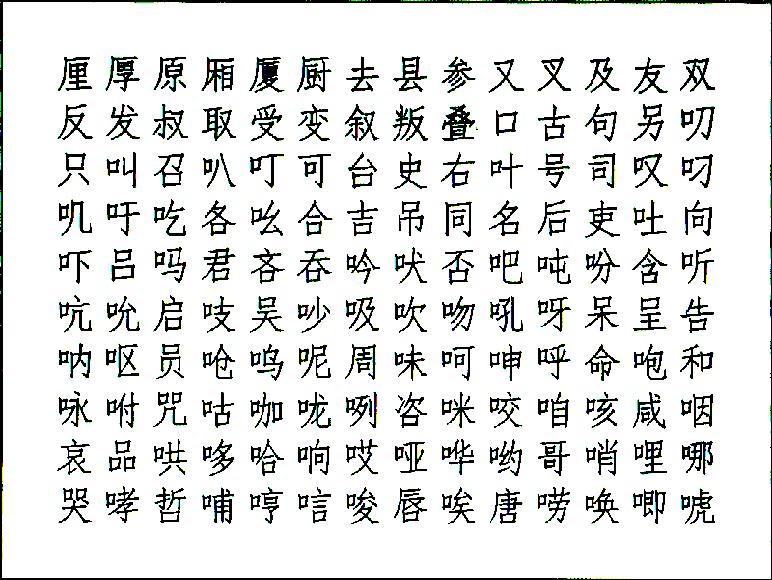 厘厚原厢厦厨去县参又叉及友双
反发叔取受变叙叛叠口古句另叨
只叫召叭叮可台史右叶号司叹叼
叽吁吃各吆合吉吊同名后吏吐向
吓吕吗君吝吞吟吠否吧吨吩含听
吭吮启吱吴吵吸吹吻吼呀呆呈告
呐呕员呛呜呢周味呵呻呼命咆和
咏咐咒咕咖咙咧咨咪咬咱咳咸咽
哀品哄哆哈响哎哑哗哟哥哨哩哪
哭哮哲哺哼唁唆唇唉唐唠唤唧唬